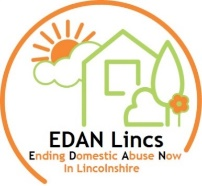 EDAN Lincs
Ending Domestic Abuse Now
in Lincolnshire